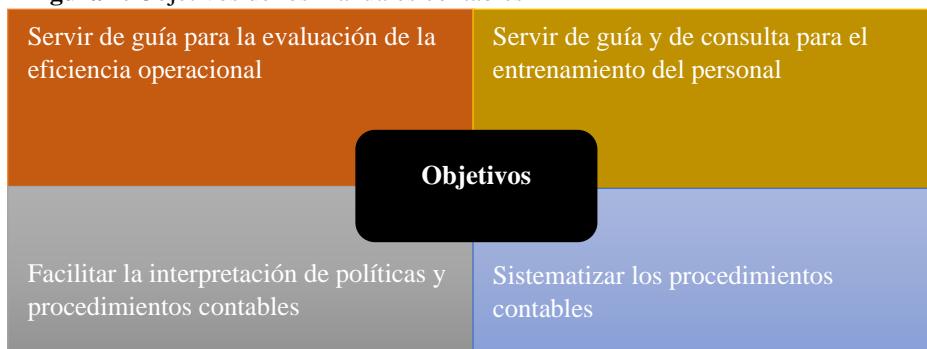 Servir de guía para la evaluación de la
eficiencia operacional
Servir de guía y de consulta para el
entrenamiento del personal
Objetivos
Facilitar la interpretación de políticas y
procedimientos contables
Sistematizar los procedimientos
contables